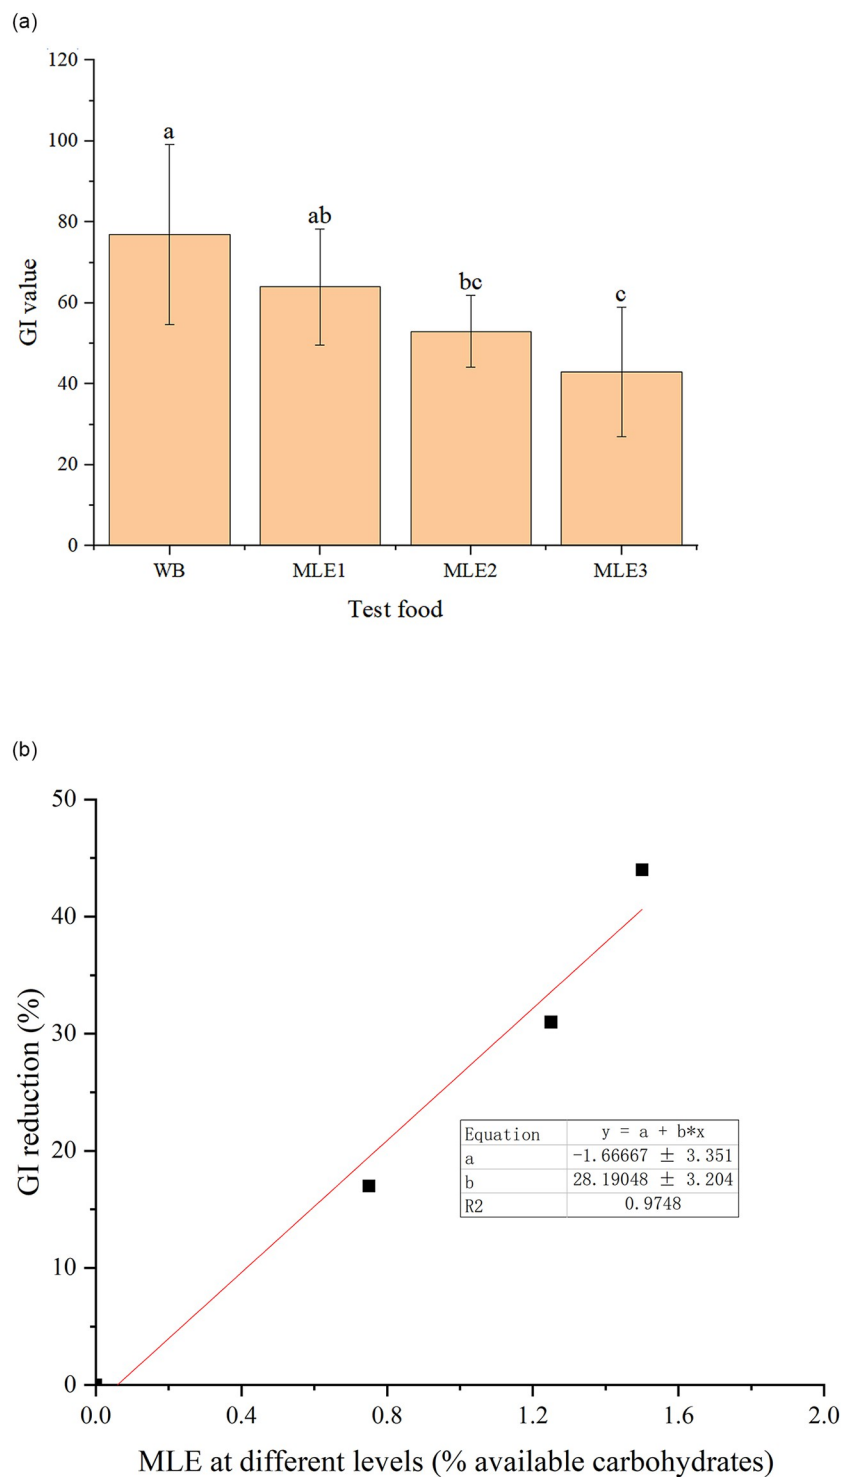 (a)
120
100
80
60
40
20
0
GI value
a
ab
bc
c
WB MLE1 MLE2 MLE3
Test food
(b)
50
40
30
20
10
0
GI reduction (%)
Equation y = a + b*x
a -1.66667 ± 3.351
b 28.19048 ± 3.204
R2 0.9748
0.0 0.4 0.8 1.2 1.6 2.0
MLE at different levels (% available carbohydrates)